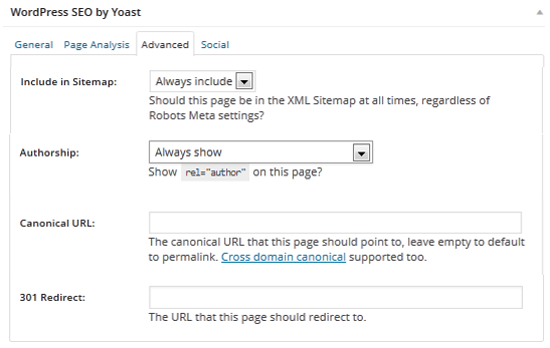 WordPress SEO by Yoast
General Page Analysis Advanced Social
Include in Sitemap: Always include
Should this page be in the XML Sitemap at all times, regardless of
Robots Meta settings?
Authorship: Always show
Show rel="author" on this page?
Canonical URL:
The canonical URL that this page should point to, leave empty to default
to permalink. Cross domain canonical supported too.
301 Redirect:
The URL that this page should redirect to.